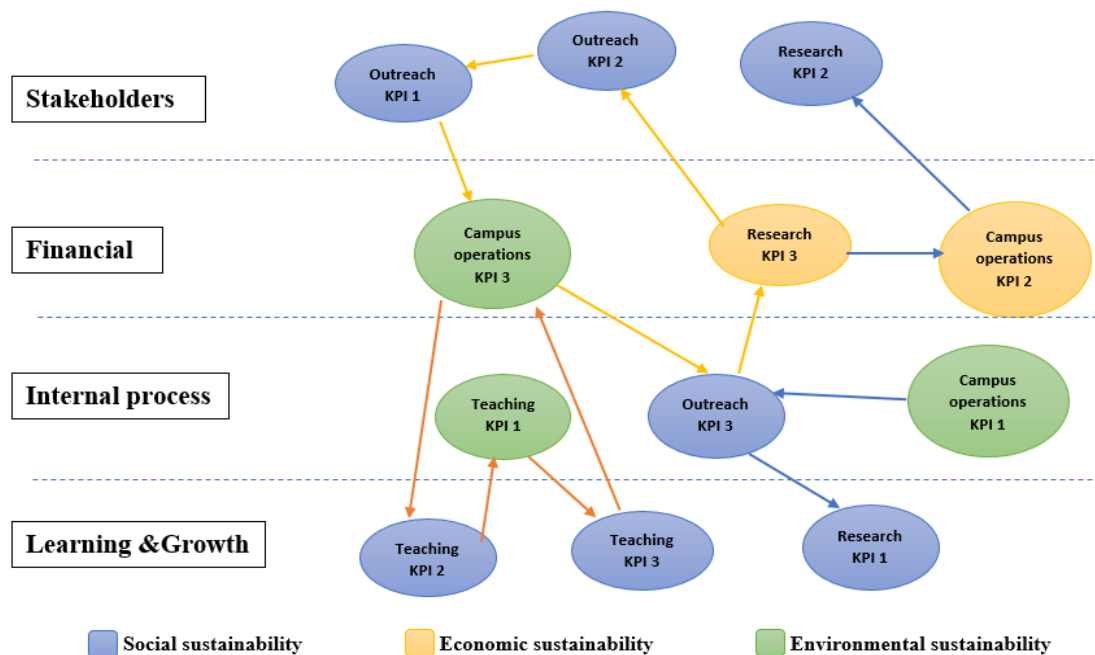 Outreach
KPI 2
Research
KPI 2
Outreach
KPI 1
Stakeholders
Campus
operations
KPI 3
Research
KPI 3
Campus
operations
KPI 2
Financial
Internal process
Teaching
KPI 1
Outreach
KPI 3
Campus
operations
KPI 1
Learning &Growth
Teaching
KPI 2
Teaching
KPI 3
Research
KPI 1
Social sustainability
Economic sustainability
Environmental sustainability